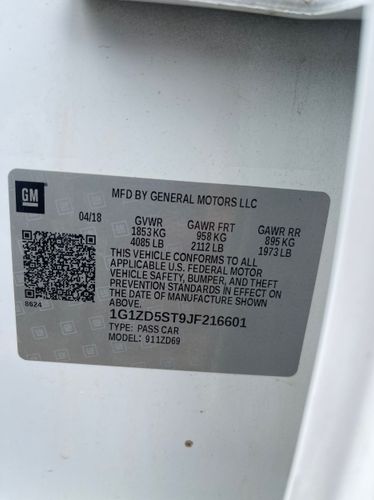 GM
MFD BY GENERAL MOTORS LLC
04/18 GVWR GAWR FRT GAWR RR
1853 KG 958 KG 895 KG
4085 LB 2112 LB 1973 LB
THIS VEHICLE CONFORMS TO ALL
APPLICABLE U.S. FEDERAL MOTOR
VEHICLE SAFETY, BUMPER, AND THEFT
PREVENTION STANDARDS IN EFFECT ON
THE DATE OF MANUFACTURE SHOWN
ABOVE.
8624
1G1ZD5ST9JF216601
TYPE: PASS CAR
MODEL: 911ZD69